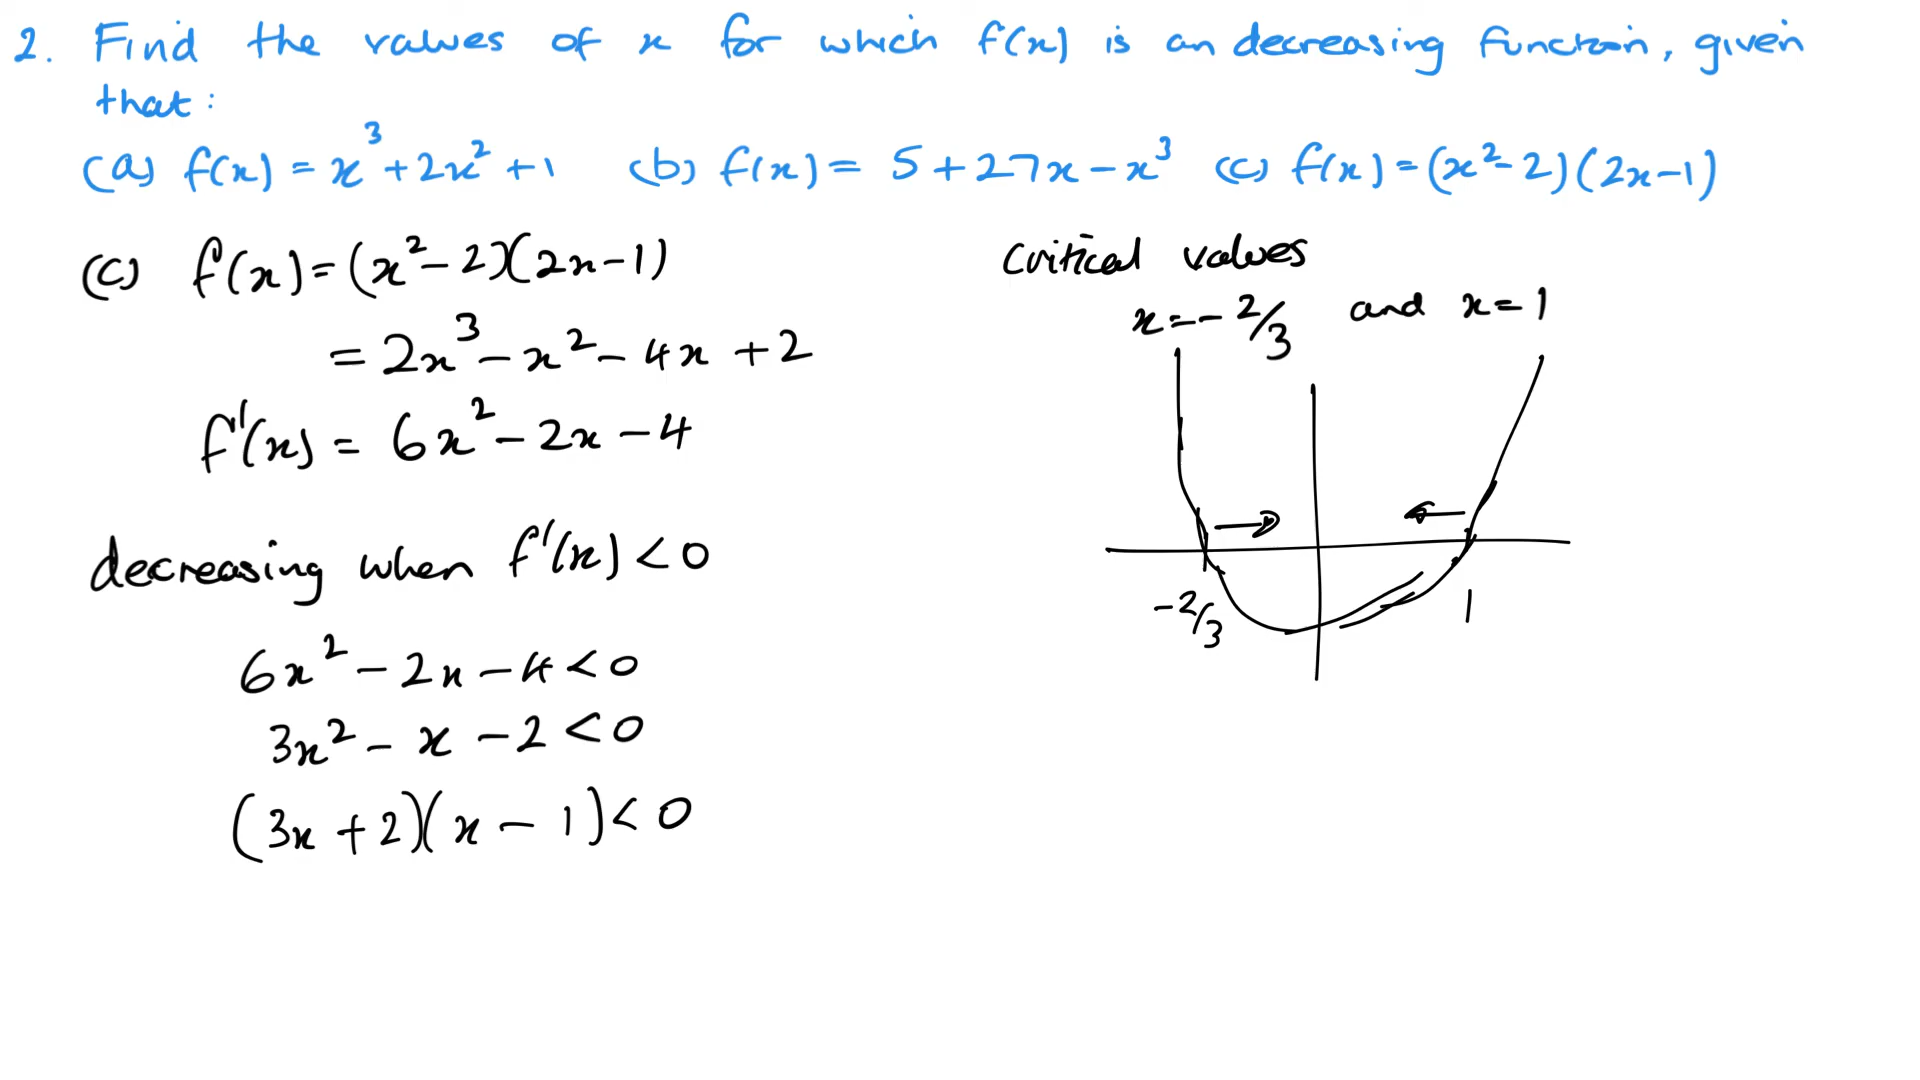 2. Find the values of x for which f(x) is an decreasing function, given
that:
(a) f(x) = x³ + 2x² + 1 (b) f(x) = 5 + 27x - x³ (c) f(x) = (x² - 2)(2x - 1)
(c) f(x) = (x² - 2)(2x - 1)
= 2x³ - x² - 4x + 2
f'(x) = 6x² - 2x - 4
decreasing when f'(x) < 0
6x² - 2x - 4 < 0
3x² - x - 2 < 0
(3x + 2)(x - 1) < 0
critical values
x = - 2/3 and x = 1
-2/3 1